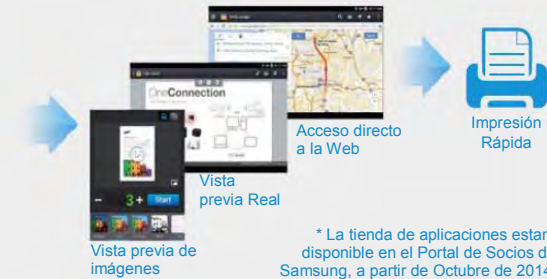 OneConnection
Acceso directo
a la Web
Impresión
Rápida
Vista
previa Real
3
Start
Vista previa de
imágenes
* La tienda de aplicaciones estar
disponible en el Portal de Socios d
Samsung, a partir de Octubre de 2014